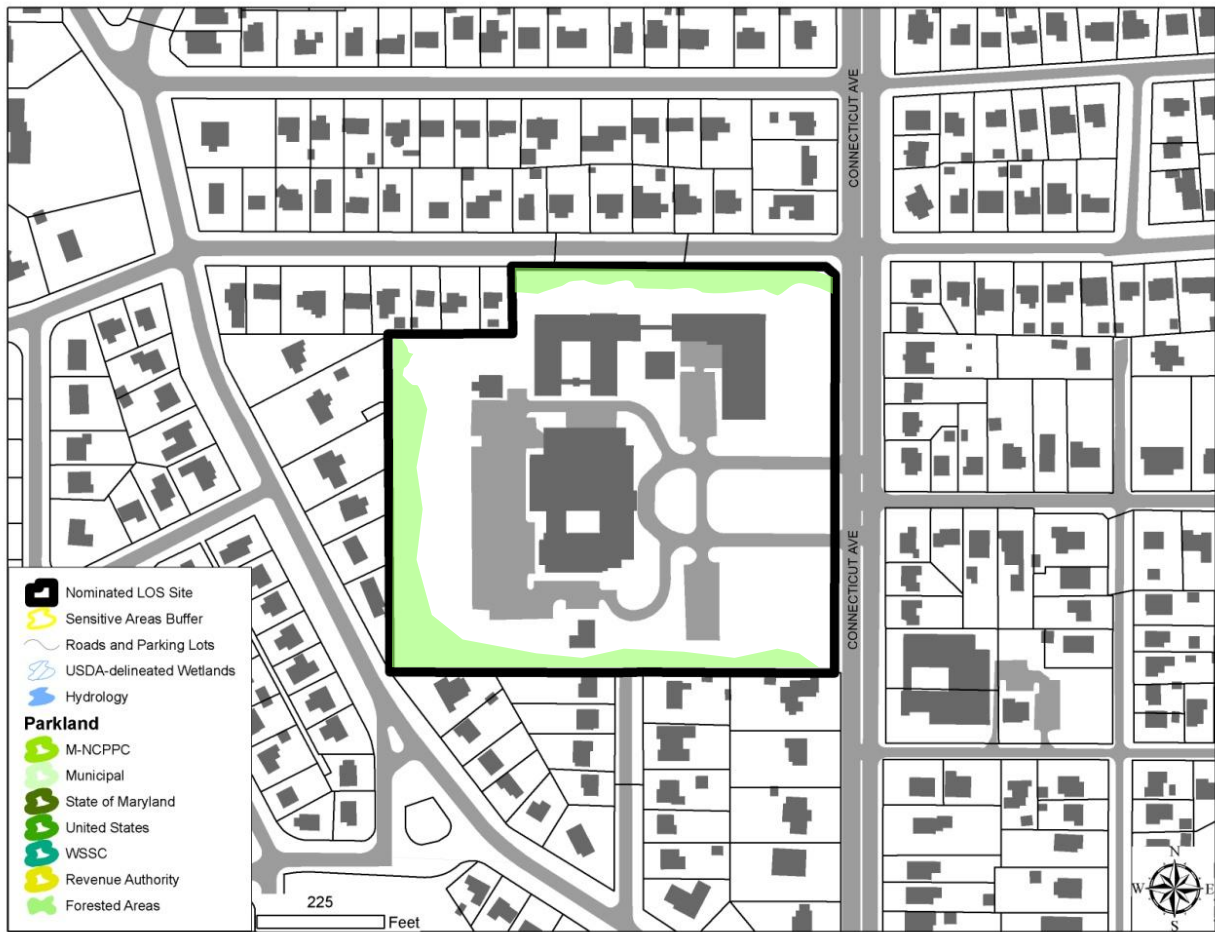 CONNECTICUT AVE
CONNECTICUT AVE
Nominated LOS Site
Sensitive Areas Buffer
Roads and Parking Lots
USDA-delineated Wetlands
Hydrology
Parkland
M-NCPPC
Municipal
State of Maryland
United States
WSSC
Revenue Authority
Forested Areas
225
Feet
N
W
E
S